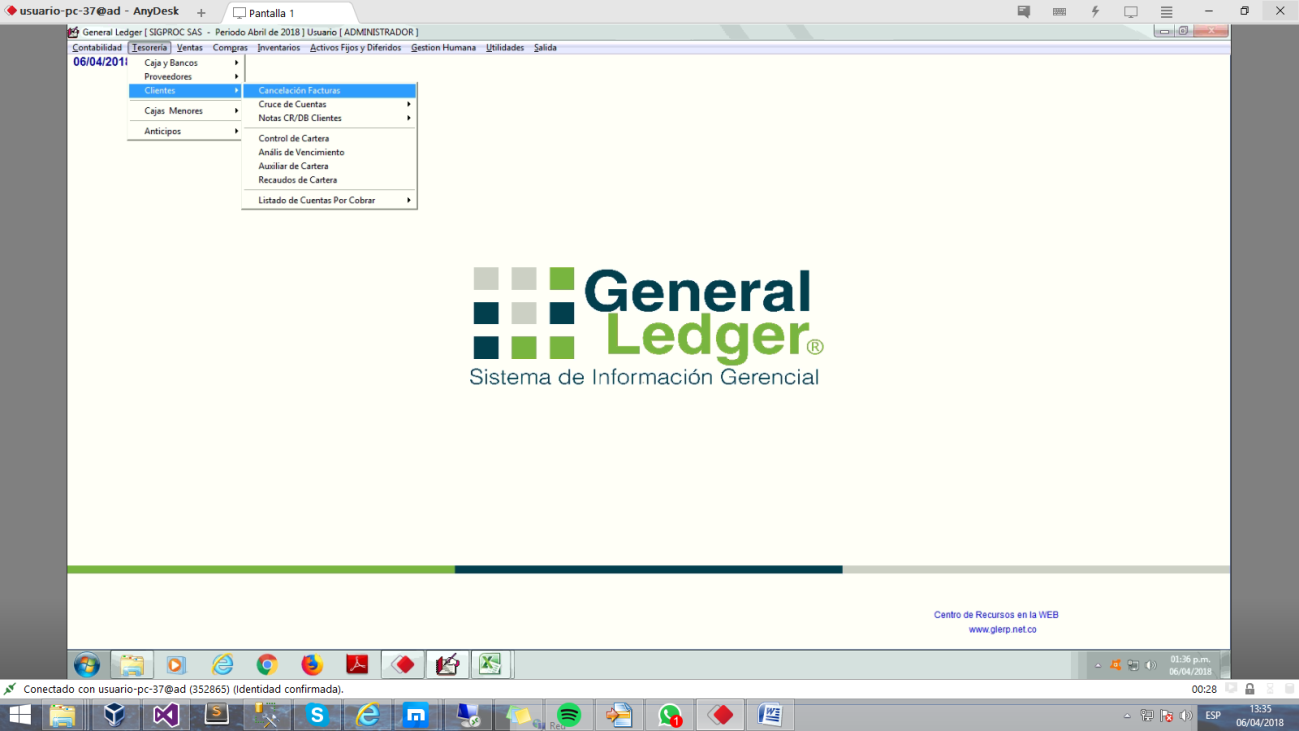 usuario-pc-37@ad - AnyDesk
Pantalla 1
General Ledger [ SIGPROC SAS - Periodo Abril de 2018 ] Usuario [ ADMINISTRADOR ]
Contabilidad Tesorería Ventas Compras Inventarios Activos Fijos y Diferidos Gestion Humana Utilidades Salida
06/04/2018
Caja y Bancos
Proveedores
Clientes
Cajas Menores
Anticipos
Cancelación Facturas
Cruce de Cuentas
Notas CR/DB Clientes
Control de Cartera
Anális de Vencimiento
Auxiliar de Cartera
Recaudos de Cartera
Listado de Cuentas Por Cobrar
General
Ledger®
Sistema de Información Gerencial
Centro de Recursos en la WEB
www.glerp.net.co
01:36 p.m.
06/04/2018
Conectado con usuario-pc-37@ad (352865) (Identidad confirmada).
00:28
Red
ESP
13:35
06/04/2018